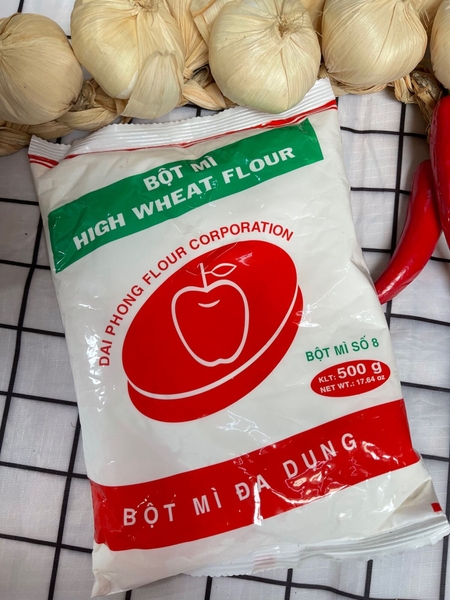 BỘT MÌ
HIGH WHEAT FLOUR
DAI PHONG FLOUR CORPORATION
BỘT MÌ SỐ 8
KLT: 500 g
NET WT.: 17.64 oz
BỘT MÌ ĐA DỤNG